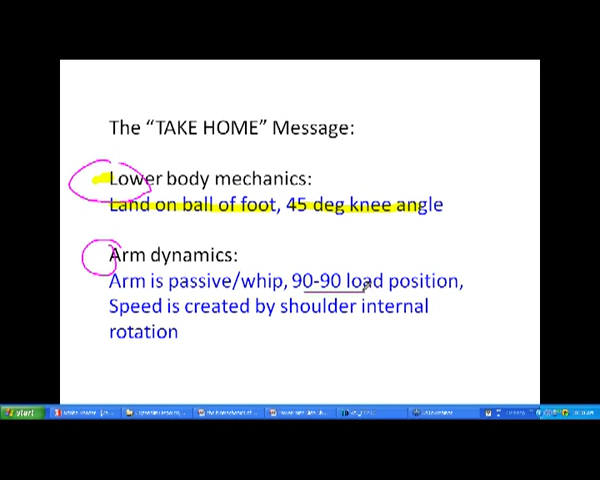 The “TAKE HOME” Message:
Lower body mechanics:
Land on ball of foot, 45 deg knee angle
Arm dynamics:
Arm is passive/whip, 90-90 load position,
Speed is created by shoulder internal
rotation
start